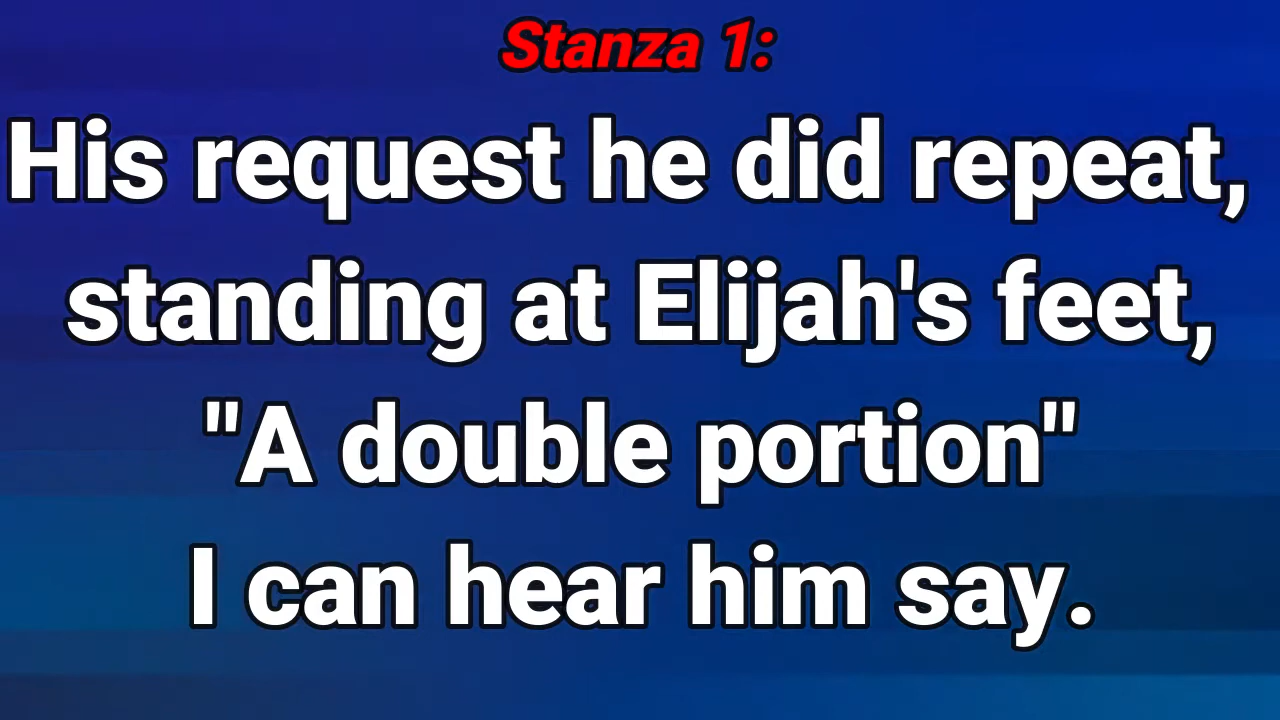 Stanza 1:
His request he did repeat,
standing at Elijah's feet,
"A double portion"
I can hear him say.